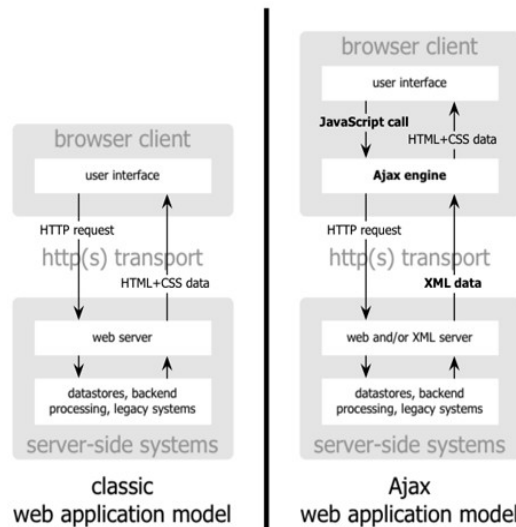 browser client
user interface
HTTP request
http(s) transport
HTML+CSS data
web server
datastores, backend
processing, legacy systems
server-side systems
classic
web application model
browser client
user interface
JavaScript call
HTML+CSS data
Ajax engine
HTTP request
http(s) transport
XML data
web and/or XML server
datastores, backend
processing, legacy systems
server-side systems
Ajax
web application model